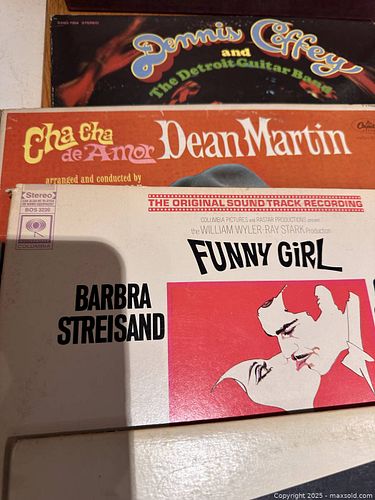 Dennis Coffey
and
The Detroit Guitar Band
Cha Cha
de Amor
Dean Martin
Capitol
arranged and conducted by
Stereo
BOS 3220
COLUMBIA
THE ORIGINAL SOUND TRACK RECORDING
COLUMBIA PICTURES and RASTAR PRODUCTIONS present
the WILLIAM WYLER-RAY STARK Production
FUNNY GIRL
BARBRA
STREISAND
Copyright 2025 - maxsold.com